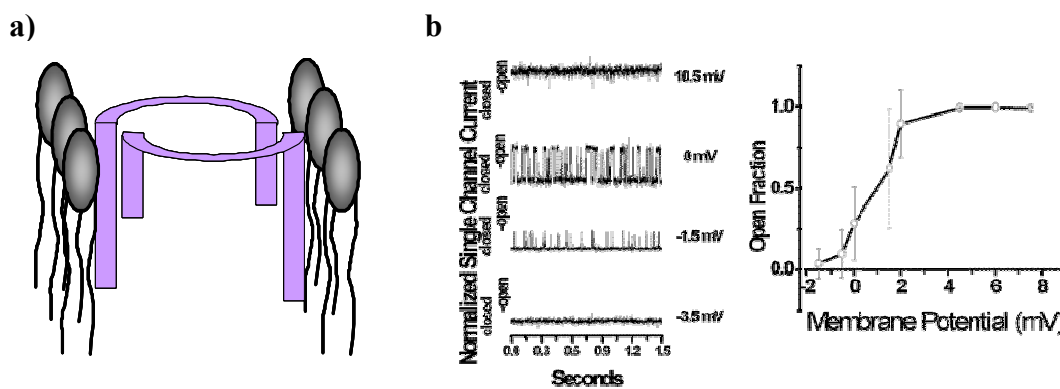 a)
b
Normalized Single Channel Current
closed -open
10.5 mV
closed -open
0 mV
closed -open
-1.5 mV
closed -open
-3.5 mV
0.0 0.3 0.6 0.9 1.2 1.5
Seconds
Open Fraction
1.0
0.5
0.0
-2 0 2 4 6 8
Membrane Potential (mV)